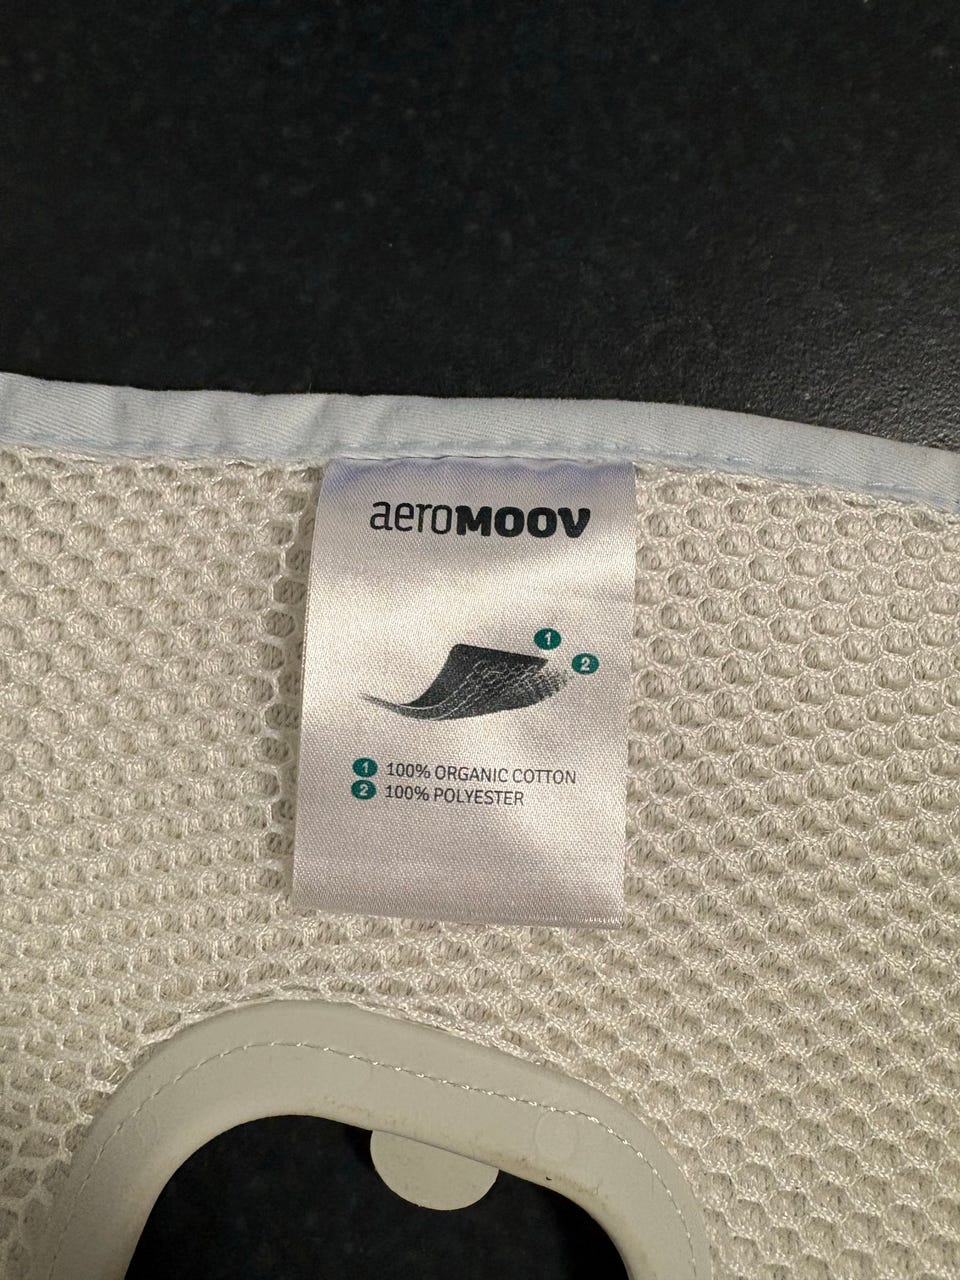 aeroMOOV
1
2
1 100% ORGANIC COTTON
2 100% POLYESTER